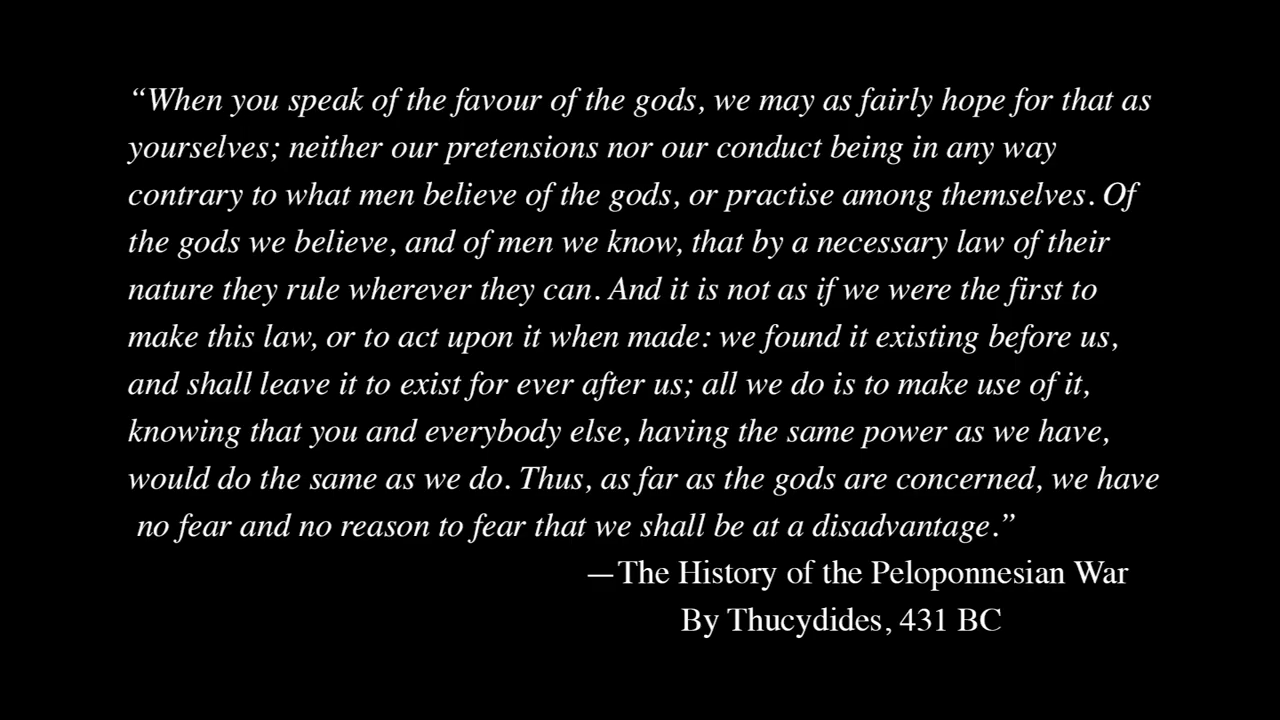 “When you speak of the favour of the gods, we may as fairly hope for that as
yourselves; neither our pretensions nor our conduct being in any way
contrary to what men believe of the gods, or practise among themselves. Of
the gods we believe, and of men we know, that by a necessary law of their
nature they rule wherever they can. And it is not as if we were the first to
make this law, or to act upon it when made: we found it existing before us,
and shall leave it to exist for ever after us; all we do is to make use of it,
knowing that you and everybody else, having the same power as we have,
would do the same as we do. Thus, as far as the gods are concerned, we have
no fear and no reason to fear that we shall be at a disadvantage.”
—The History of the Peloponnesian War
By Thucydides, 431 BC